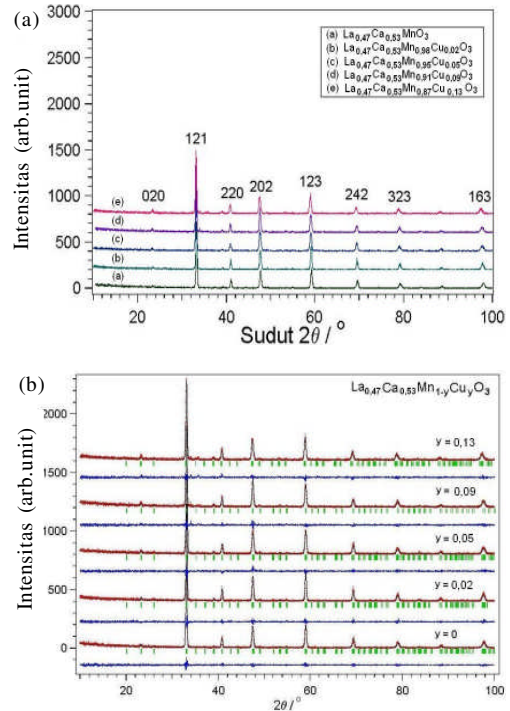 (a)
3000
2500
2000
1500
1000
500
0
Intensitas (arb.unit)
(a) La0,47Ca0,53MnO3
(b) La0,47Ca0,53Mn0,98Cu0,02O3
(c) La0,47Ca0,53Mn0,95Cu0,05O3
(d) La0,47Ca0,53Mn0,91Cu0,09O3
(e) La0,47Ca0,53Mn0,87Cu0,13 O3
121
020
220
202
123
242
323
163
(e)
(d)
(c)
(b)
(a)
20 40 60 80 100
Sudut 2θ / °
(b)
La0,47Ca0,53Mn1-yCuyO3
2000
1500
1000
500
0
Intensitas (arb.unit)
y = 0,13
y = 0,09
y = 0,05
y = 0,02
y = 0
20 40 60 80 100
2θ / °